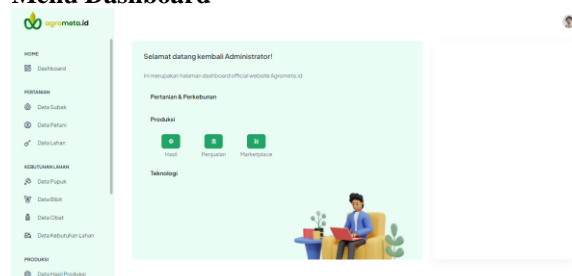 Menu Dashboard
agrometa.id
HOME
Dashboard
PERTANIAN
Data Subak
Data Petani
Data Lahan
KEBUTUHAN LAHAN
Data Pupuk
Data Bibit
Data Obat
Data Kebutuhan Lahan
PRODUKSI
Data Hasil Produksi
Selamat datang kembali Administrator!
Ini merupakan halaman dashboard official website Agrometa.id
Pertanian & Perkebunan
Produksi
Hasil Penjualan Marketplace
Teknologi